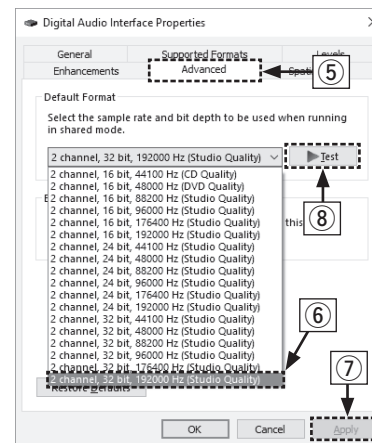 Digital Audio Interface Properties
General Supported Formats Levels
Enhancements Advanced Spati
⑤
Default Format
Select the sample rate and bit depth to be used when running
in shared mode.
2 channel, 32 bit, 192000 Hz (Studio Quality) Test
2 channel, 16 bit, 44100 Hz (CD Quality)
2 channel, 16 bit, 48000 Hz (DVD Quality)
2 channel, 16 bit, 88200 Hz (Studio Quality)
2 channel, 16 bit, 96000 Hz (Studio Quality)
2 channel, 16 bit, 176400 Hz (Studio Quality) this
⑧
2 channel, 16 bit, 192000 Hz (Studio Quality)
2 channel, 24 bit, 44100 Hz (Studio Quality)
2 channel, 24 bit, 48000 Hz (Studio Quality)
2 channel, 24 bit, 88200 Hz (Studio Quality)
2 channel, 24 bit, 96000 Hz (Studio Quality)
2 channel, 24 bit, 176400 Hz (Studio Quality)
2 channel, 24 bit, 192000 Hz (Studio Quality)
2 channel, 32 bit, 44100 Hz (Studio Quality)
2 channel, 32 bit, 48000 Hz (Studio Quality)
2 channel, 32 bit, 88200 Hz (Studio Quality)
⑥
2 channel, 32 bit, 96000 Hz (Studio Quality)
2 channel, 32 bit, 176400 Hz (Studio Quality)
2 channel, 32 bit, 192000 Hz (Studio Quality)
Restore Defaults
⑦
OK Cancel Apply